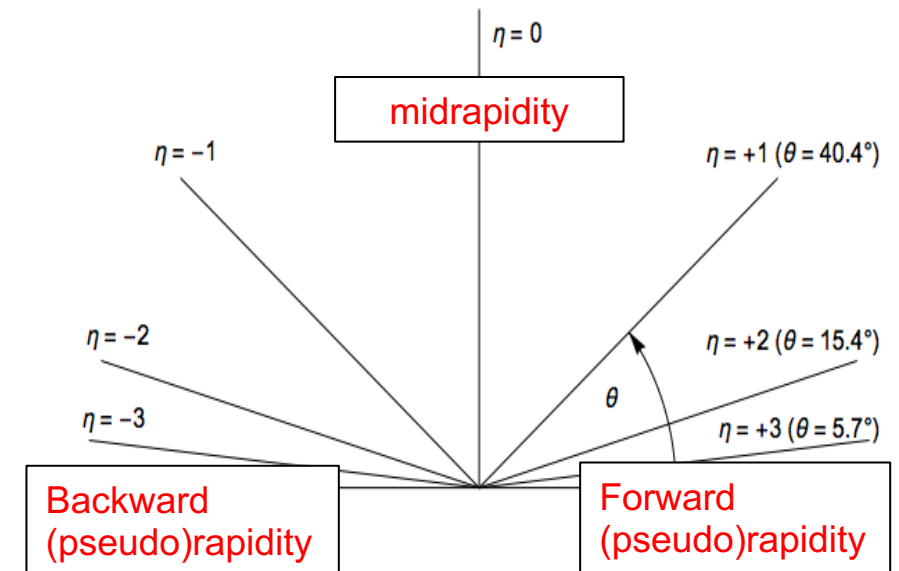 η = 0
midrapidity
η = −1
η = +1 (θ = 40.4°)
η = −2
η = +2 (θ = 15.4°)
θ
η = −3
η = +3 (θ = 5.7°)
Backward
(pseudo)rapidity
Forward
(pseudo)rapidity